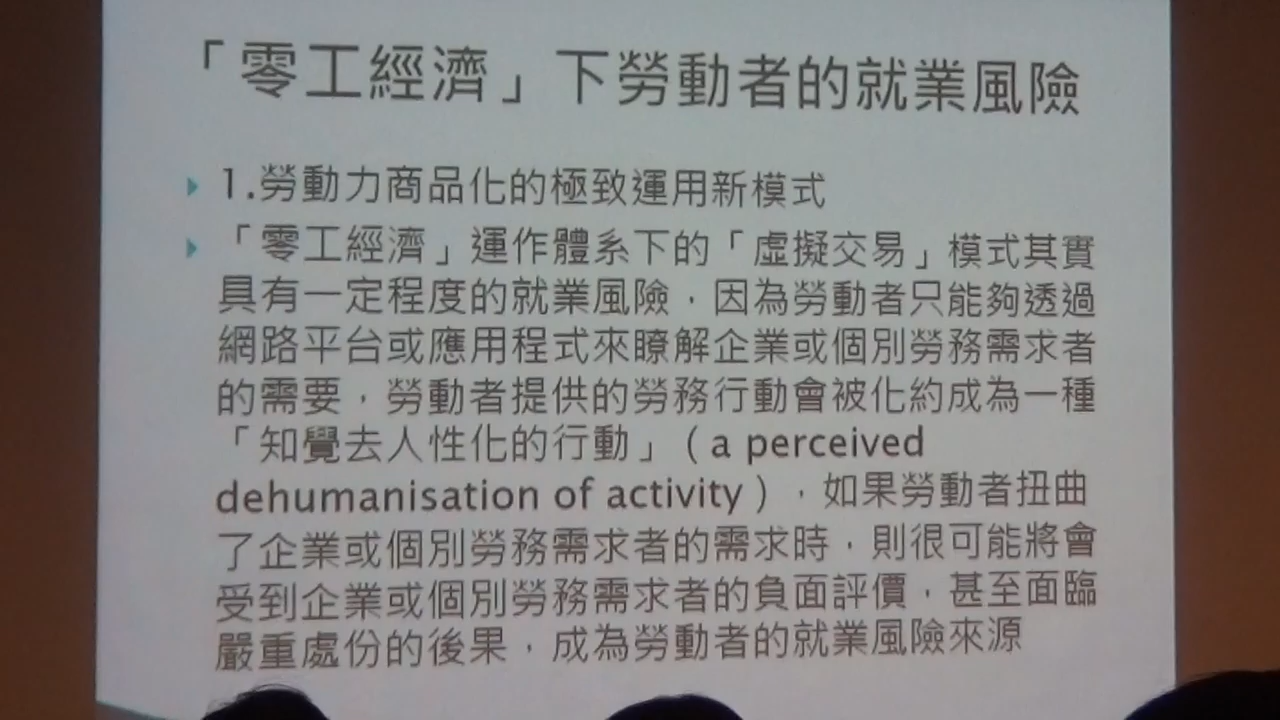 「零工經濟」下勞動者的就業風險
1.勞動力商品化的極致運用新模式
「零工經濟」運作體系下的「虛擬交易」模式其實
具有一定程度的就業風險，因為勞動者只能夠透過
網路平台或應用程式來瞭解企業或個別勞務需求者
的需要，勞動者提供的勞務行動會被化約成為一種
「知覺去人性化的行動」（a perceived
dehumanisation of activity），如果勞動者扭曲
了企業或個別勞務需求者的需求時，則很可能將會
受到企業或個別勞務需求者的負面評價，甚至面臨
嚴重處份的後果，成為勞動者的就業風險來源